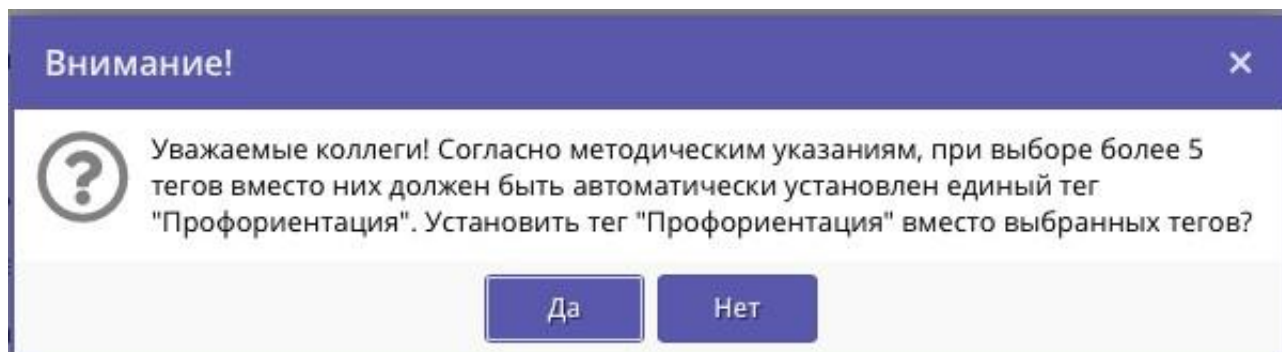 Внимание!
Уважаемые коллеги! Согласно методическим указаниям, при выборе более 5
тегов вместо них должен быть автоматически установлен единый тег
"Профориентация". Установить тег "Профориентация" вместо выбранных тегов?
Да Нет